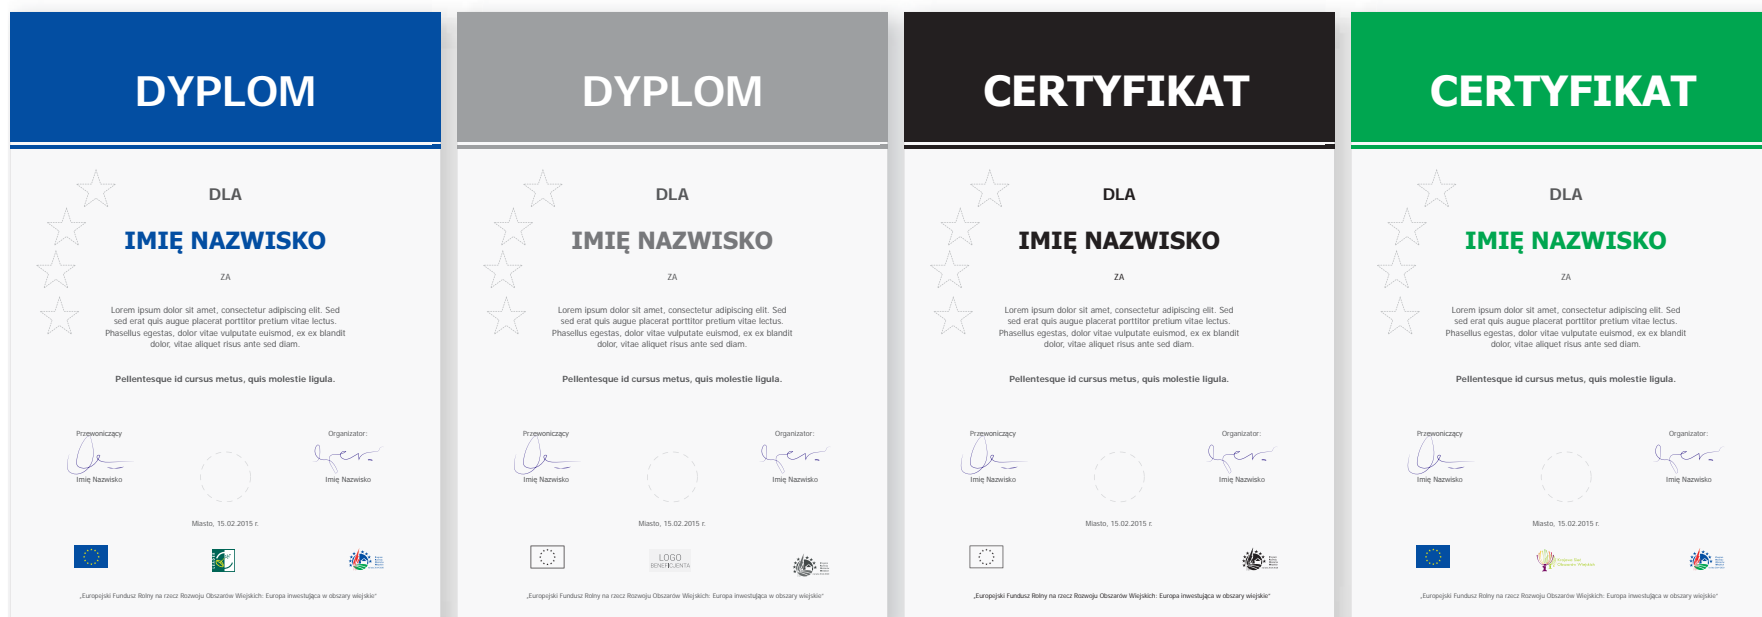 DYPLOM
DLA
IMIĘ NAZWISKO
ZA
Lorem ipsum dolor sit amet, consectetur adipiscing elit. Sed
sed erat quis augue placerat porttitor pretium vitae lectus.
Phasellus egestas, dolor vitae vulputate euismod, ex ex blandit
dolor, vitae aliquet risus ante sed diam.
Pellentesque id cursus metus, quis molestie ligula.
Przewoniczący
Organizator:
Imię Nazwisko
Imię Nazwisko
Miasto, 15.02.2015 r.
„Europejski Fundusz Rolny na rzecz Rozwoju Obszarów Wiejskich: Europa inwestująca w obszary wiejskie”
DYPLOM
DLA
IMIĘ NAZWISKO
ZA
Lorem ipsum dolor sit amet, consectetur adipiscing elit. Sed
sed erat quis augue placerat porttitor pretium vitae lectus.
Phasellus egestas, dolor vitae vulputate euismod, ex ex blandit
dolor, vitae aliquet risus ante sed diam.
Pellentesque id cursus metus, quis molestie ligula.
Przewoniczący
Organizator:
Imię Nazwisko
Imię Nazwisko
Miasto, 15.02.2015 r.
LOGO
BENEFICJENTA
„Europejski Fundusz Rolny na rzecz Rozwoju Obszarów Wiejskich: Europa inwestująca w obszary wiejskie”
CERTYFIKAT
DLA
IMIĘ NAZWISKO
ZA
Lorem ipsum dolor sit amet, consectetur adipiscing elit. Sed
sed erat quis augue placerat porttitor pretium vitae lectus.
Phasellus egestas, dolor vitae vulputate euismod, ex ex blandit
dolor, vitae aliquet risus ante sed diam.
Pellentesque id cursus metus, quis molestie ligula.
Przewoniczący
Organizator:
Imię Nazwisko
Imię Nazwisko
Miasto, 15.02.2015 r.
„Europejski Fundusz Rolny na rzecz Rozwoju Obszarów Wiejskich: Europa inwestująca w obszary wiejskie”
CERTYFIKAT
DLA
IMIĘ NAZWISKO
ZA
Lorem ipsum dolor sit amet, consectetur adipiscing elit. Sed
sed erat quis augue placerat porttitor pretium vitae lectus.
Phasellus egestas, dolor vitae vulputate euismod, ex ex blandit
dolor, vitae aliquet risus ante sed diam.
Pellentesque id cursus metus, quis molestie ligula.
Przewoniczący
Organizator:
Imię Nazwisko
Imię Nazwisko
Miasto, 15.02.2015 r.
Krajowa Sieć
Obszarów Wiejskich
„Europejski Fundusz Rolny na rzecz Rozwoju Obszarów Wiejskich: Europa inwestująca w obszary wiejskie”